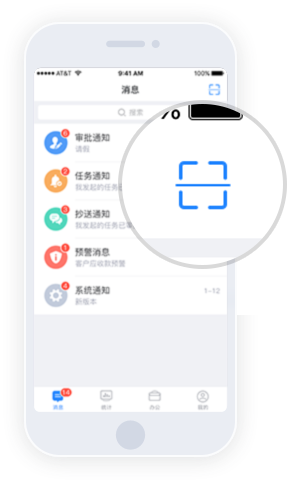 AT&T 9:41 AM 100%
消息
搜索
70
6
审批通知
请假
2
任务通知
我发起的任务已
3
抄送通知
我发起的任务已
1
预警消息
客户应收款预警
4
系统通知
1-12
新版本
14
消息 统计 办公 我的